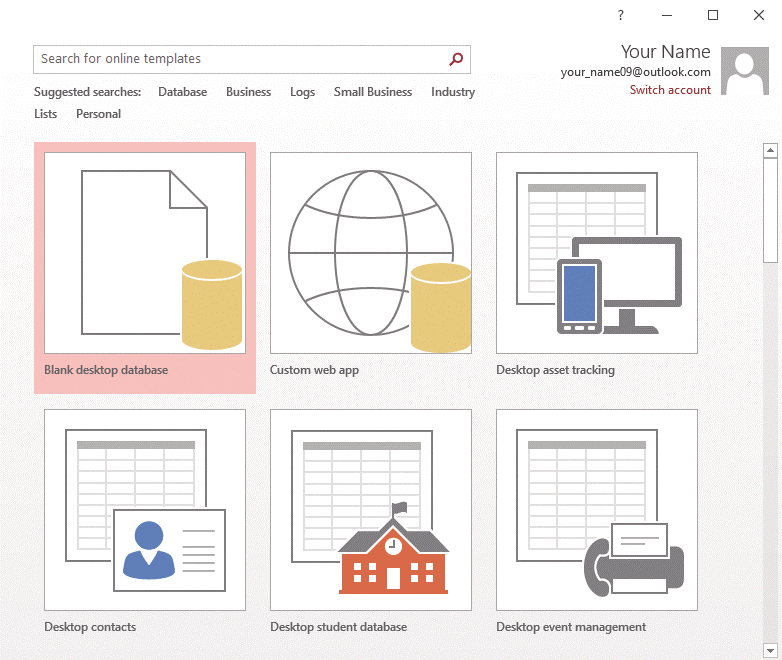 ?
Search for online templates
Your Name
your_name09@outlook.com
Switch account
Suggested searches: Database Business Logs Small Business Industry
Lists Personal
Blank desktop database Custom web app Desktop asset tracking
Desktop contacts Desktop student database Desktop event management